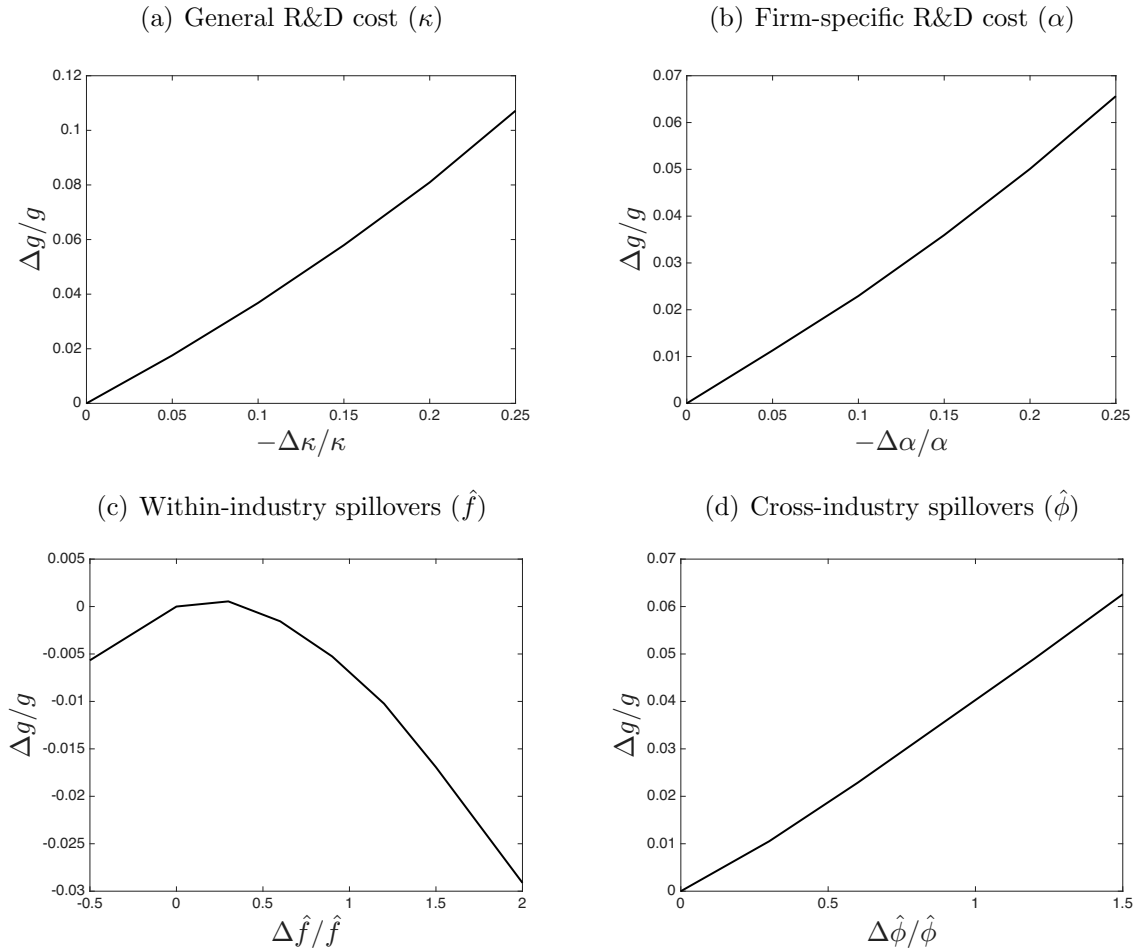 (a) General R&D cost (κ)
0.12
0.1
0.08
0.06
0.04
0.02
0
Δg/g
0 0.05 0.1 0.15 0.2 0.25
−Δκ/κ
(b) Firm-specific R&D cost (α)
0.07
0.06
0.05
0.04
0.03
0.02
0.01
0
Δg/g
0 0.05 0.1 0.15 0.2 0.25
−Δα/α
(c) Within-industry spillovers (f̂)
0.005
0
-0.005
-0.01
-0.015
-0.02
-0.025
-0.03
Δg/g
-0.5 0 0.5 1 1.5 2
Δf̂/f̂
(d) Cross-industry spillovers (ϕ̂)
0.07
0.06
0.05
0.04
0.03
0.02
0.01
0
Δg/g
0 0.5 1 1.5
Δϕ̂/ϕ̂